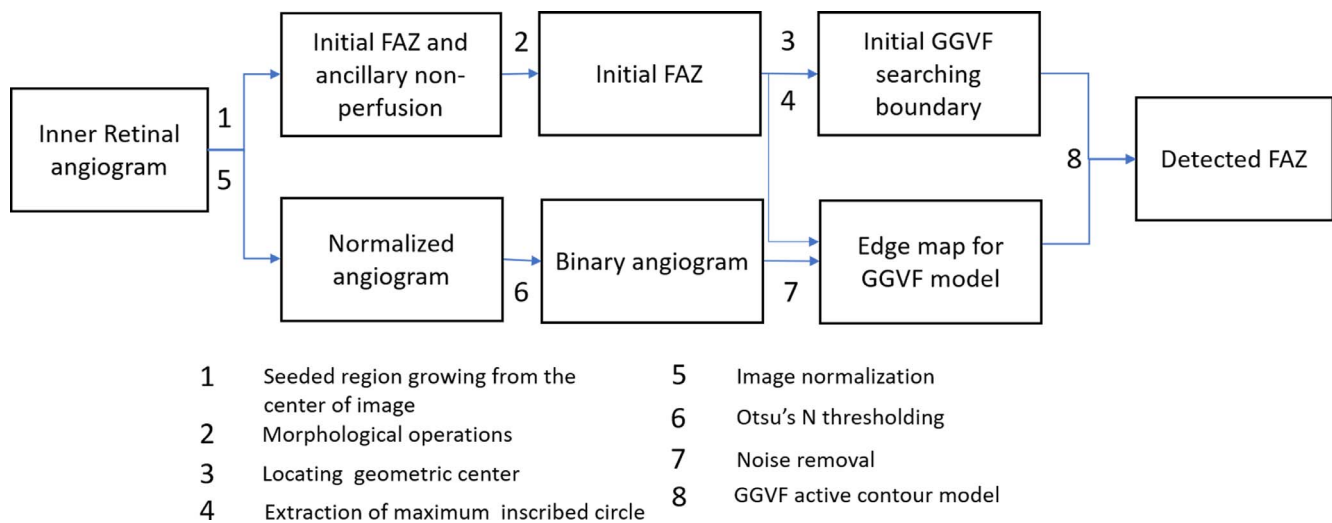 Initial FAZ and
ancillary non-
perfusion
2
Initial FAZ
3
4
Initial GGVF
searching
boundary
Inner Retinal
angiogram
1
5
8
Detected FAZ
Normalized
angiogram
6
Binary angiogram
7
Edge map for
GGVF model
1 Seeded region growing from the
center of image
2 Morphological operations
3 Locating geometric center
4 Extraction of maximum inscribed circle
5 Image normalization
6 Otsu's N thresholding
7 Noise removal
8 GGVF active contour model